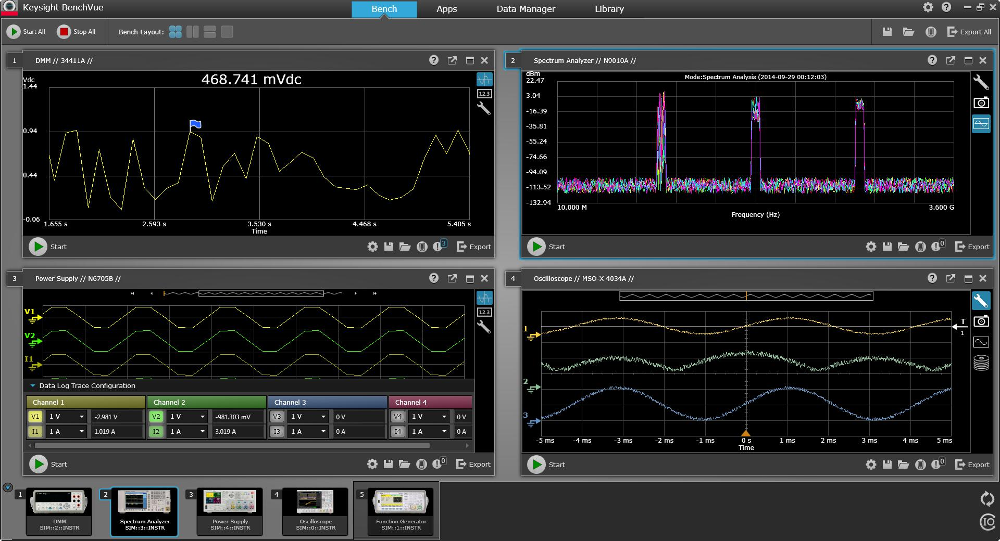 Keysight BenchVue
Bench Apps Data Manager Library
Start All Stop All Bench Layout: Export All
1 DMM // 34411A //
Vdc
468.741 mVdc
1.44
12.3
0.94
0.44
-0.06
1.655 s 2.593 s 3.530 s 4.468 s 5.405 s
Time
Start 3 Export
2 Spectrum Analyzer // N9010A //
dBm
Mode:Spectrum Analysis (2014-09-29 00:12:03)
22.47
3.04
-16.39
-35.81
-55.24
-74.66
-94.09
-113.52
-132.94
10.000 M 3.600 G
Frequency (Hz)
Start 0 Export
3 Power Supply // N6705B //
V1
12.3
V2
I1
Data Log Trace Configuration
Channel 1 Channel 2 Channel 3 Channel 4
V1 1 V -2.981 V V2 1 V -981.303 mV V3 1 V 0 V V4 1 V 0 V
I1 1 A 1.019 A I2 1 A 3.019 A I3 1 A 0 A I4 1 A 0 A
Start 0 Export
4 Oscilloscope // MSO-X 4034A //
T
1
1
2
3
-5 ms -4 ms -3 ms -2 ms -1 ms 0 s 1 ms 2 ms 3 ms 4 ms 5 ms
Time
Start 0 Export
1 2 3 4 5
DMM Spectrum Analyzer Power Supply Oscilloscope Function Generator
SIM::2::INSTR SIM::3::INSTR SIM::4::INSTR SIM::0::INSTR SIM::1::INSTR
IO